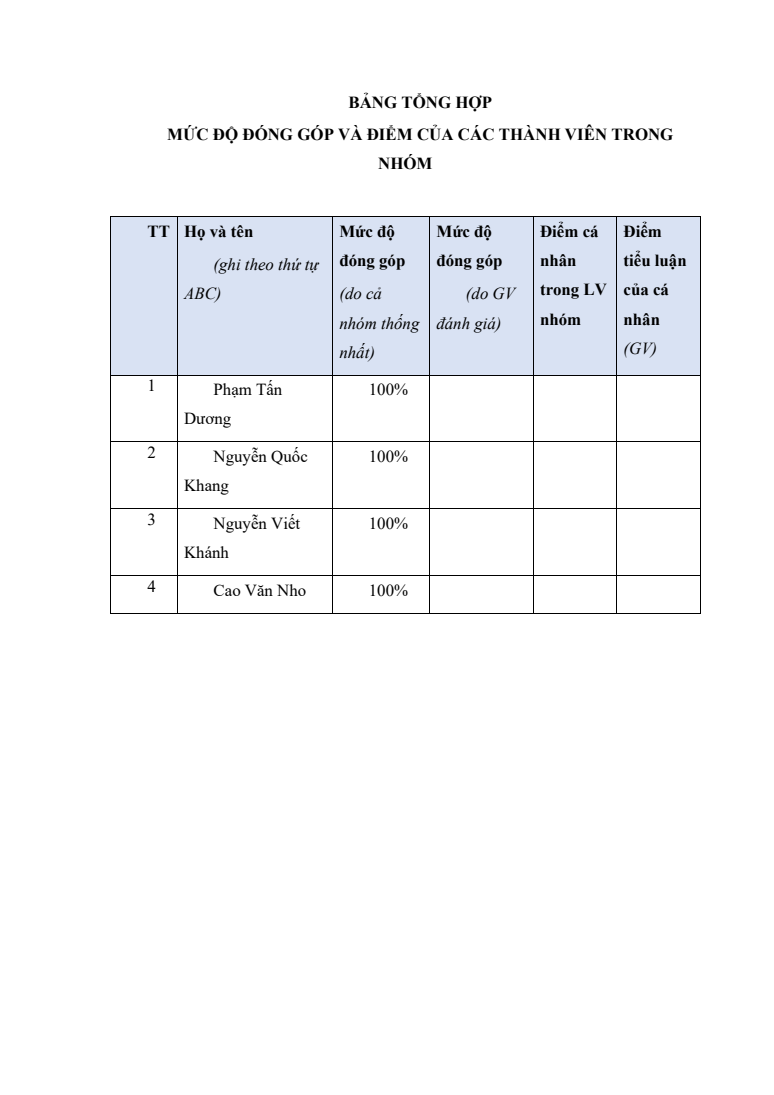 BẢNG TỔNG HỢP
MỨC ĐỘ ĐÓNG GÓP VÀ ĐIỂM CỦA CÁC THÀNH VIÊN TRONG
NHÓM
TT
Họ và tên
(ghi theo thứ tự
ABC)
Mức độ
đóng góp
(do cả
nhóm thống
nhất)
Mức độ
đóng góp
(do GV
đánh giá)
Điểm cá
nhân
trong LV
nhóm
Điểm
tiểu luận
của cá
nhân
(GV)
1
Phạm Tấn
Dương
100%
2
Nguyễn Quốc
Khang
100%
3
Nguyễn Viết
Khánh
100%
4
Cao Văn Nho
100%